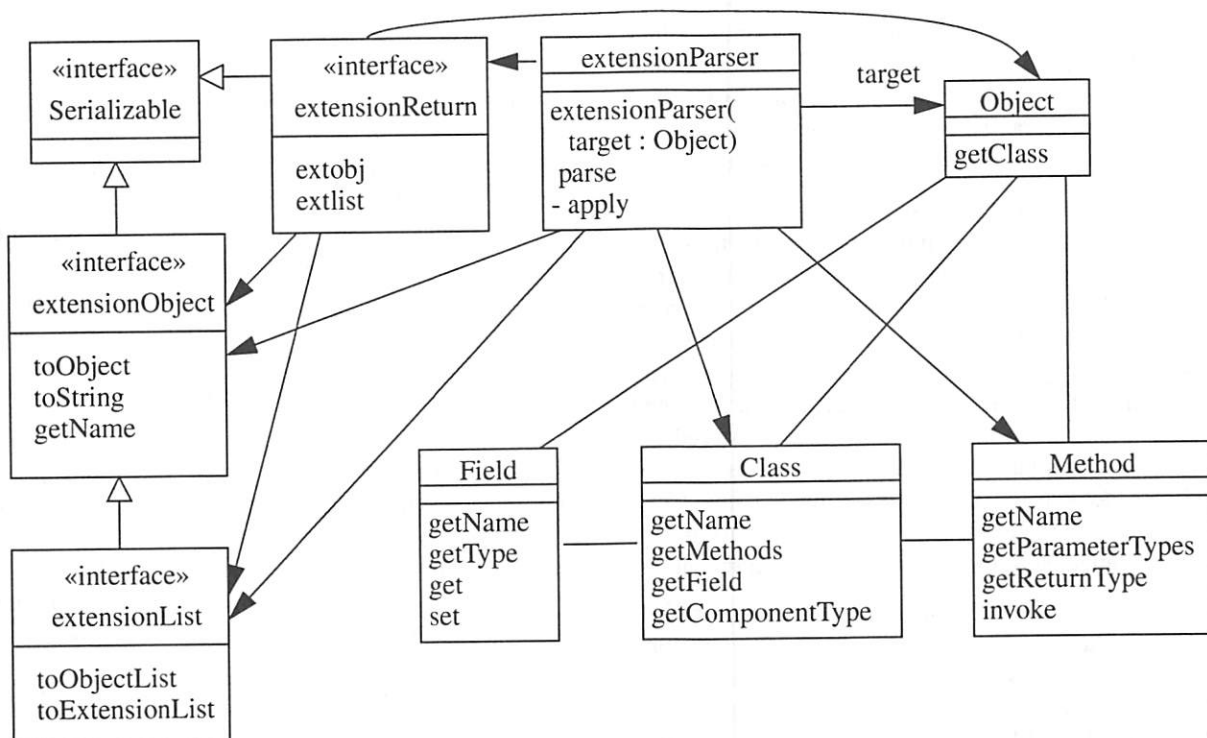 «interface»
Serializable
«interface»
extensionReturn
extobj
extlist
extensionParser
extensionParser(
target : Object)
parse
- apply
target
Object
getClass
«interface»
extensionObject
toObject
toString
getName
«interface»
extensionList
toObjectList
toExtensionList
Field
getName
getType
get
set
Class
getName
getMethods
getField
getComponentType
Method
getName
getParameterTypes
getReturnType
invoke